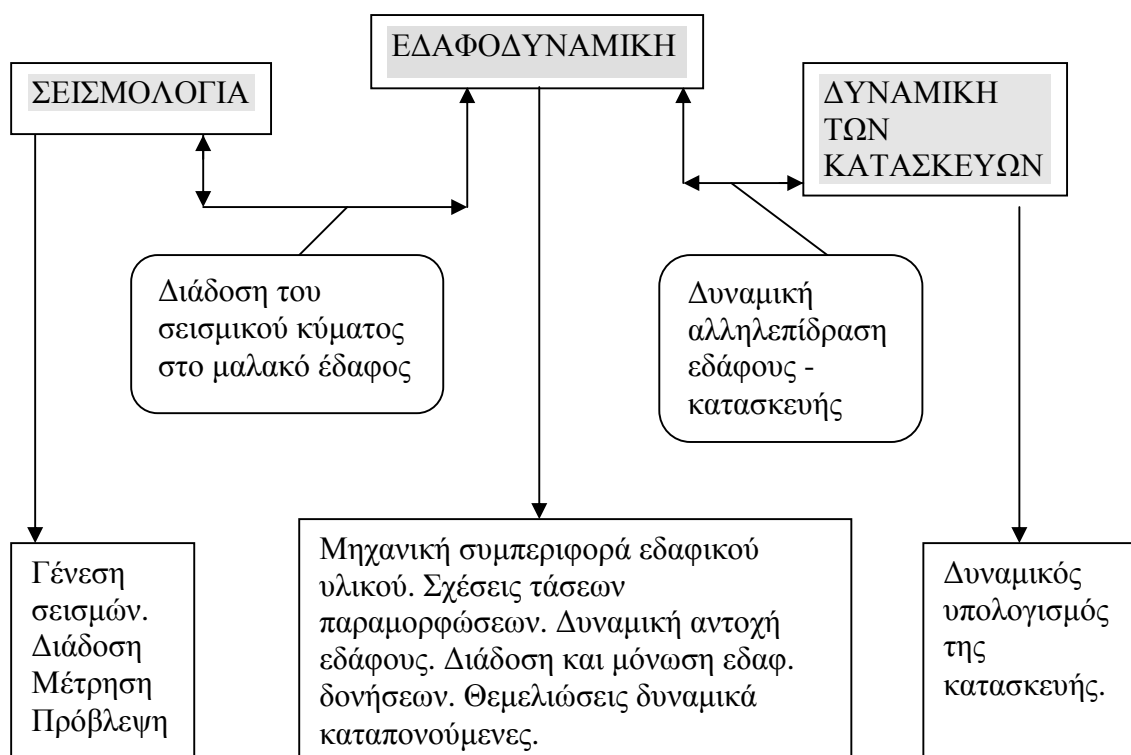 ΕΔΑΦΟΔΥΝΑΜΙΚΗ
ΣΕΙΣΜΟΛΟΓΙΑ
ΔΥΝΑΜΙΚΗ
ΤΩΝ
ΚΑΤΑΣΚΕΥΩΝ
Διάδοση του
σεισμικού κύματος
στο μαλακό έδαφος
Δυναμική
αλληλεπίδραση
εδάφους -
κατασκευής
Γένεση
σεισμών.
Διάδοση
Μέτρηση
Πρόβλεψη
Μηχανική συμπεριφορά εδαφικού
υλικού. Σχέσεις τάσεων
παραμορφώσεων. Δυναμική αντοχή
εδάφους. Διάδοση και μόνωση εδαφ.
δονήσεων. Θεμελιώσεις δυναμικά
καταπονούμενες.
Δυναμικός
υπολογισμός
της
κατασκευής.